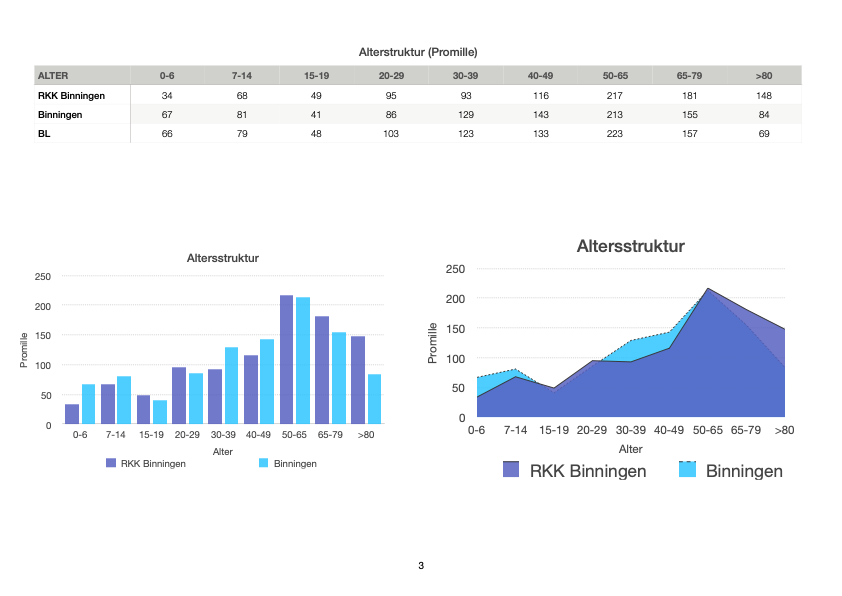 Alterstruktur (Promille)
ALTER 0-6 7-14 15-19 20-29 30-39 40-49 50-65 65-79 >80
RKK Binningen 34 68 49 95 93 116 217 181 148
Binningen 67 81 41 86 129 143 213 155 84
BL 66 79 48 103 123 133 223 157 69
Altersstruktur
250
200
150
100
50
0
Promille
0-6 7-14 15-19 20-29 30-39 40-49 50-65 65-79 >80
Alter
RKK Binningen Binningen
Altersstruktur
250
200
150
100
50
0
Promille
0-6 7-14 15-19 20-29 30-39 40-49 50-65 65-79 >80
Alter
RKK Binningen Binningen
3